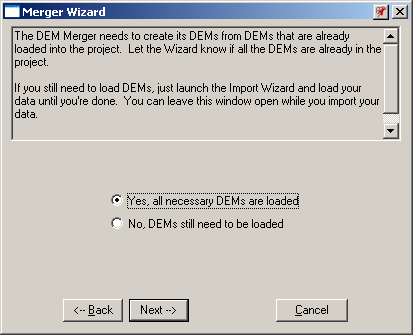 Merger Wizard
The DEM Merger needs to create its DEMs from DEMs that are already
loaded into the project.  Let the Wizard know if all the DEMs are already in the
project.
If you still need to load DEMs, just launch the Import Wizard and load your
data until you're done.  You can leave this window open while you import your
data.
Yes, all necessary DEMs are loaded
No, DEMs still need to be loaded
<-- Back
Next -->
Cancel